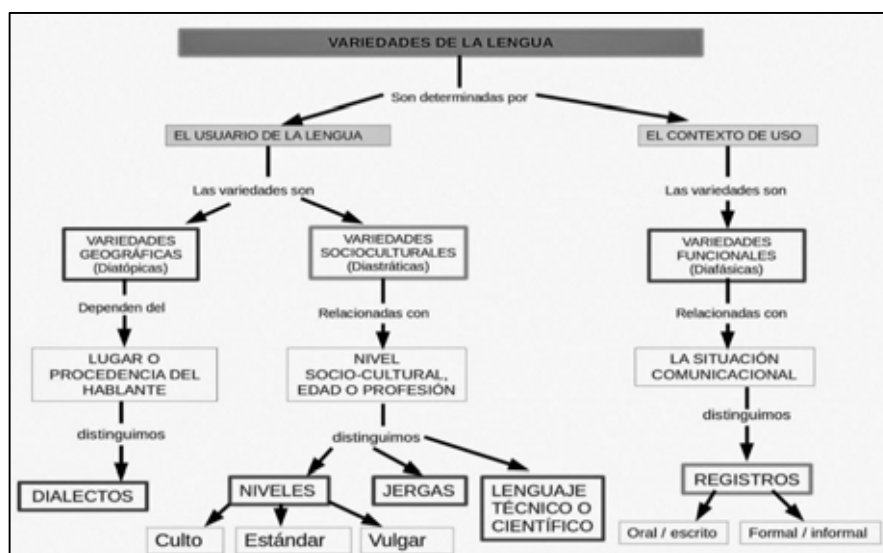 VARIEDADES DE LA LENGUA
Son determinadas por
EL USUARIO DE LA LENGUA
EL CONTEXTO DE USO
Las variedades son
Las variedades son
VARIEDADES
GEOGRÁFICAS
(Diatópicas)
VARIEDADES
SOCIOCULTURALES
(Diastráticas)
VARIEDADES
FUNCIONALES
(Diafásicas)
Dependen del
Relacionadas con
Relacionadas con
LUGAR O
PROCEDENCIA DEL
HABLANTE
NIVEL
SOCIO-CULTURAL,
EDAD O PROFESIÓN
LA SITUACIÓN
COMUNICACIONAL
distinguimos
distinguimos
distinguimos
DIALECTOS
NIVELES
JERGAS
LENGUAJE
TÉCNICO O
CIENTÍFICO
REGISTROS
Culto
Estándar
Vulgar
Oral / escrito
Formal / informal